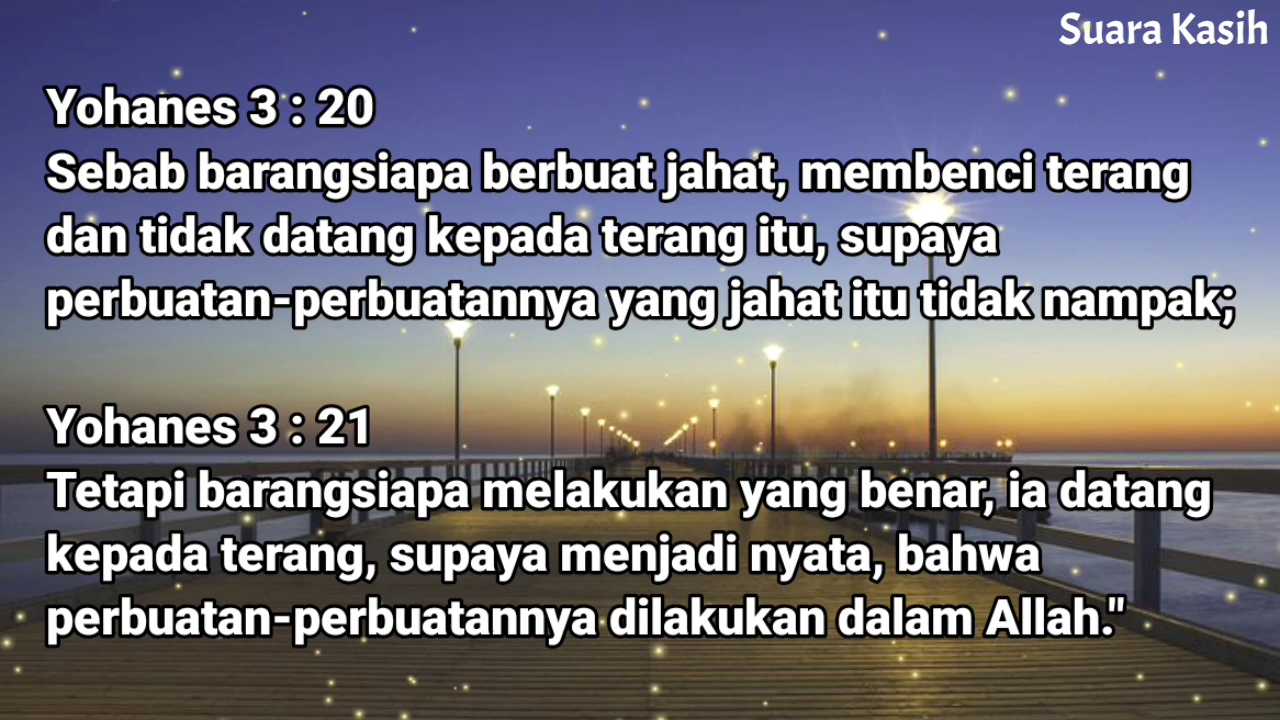 Suara Kasih
Yohanes 3 : 20
Sebab barangsiapa berbuat jahat, membenci terang
dan tidak datang kepada terang itu, supaya
perbuatan-perbuatannya yang jahat itu tidak nampak;
Yohanes 3 : 21
Tetapi barangsiapa melakukan yang benar, ia datang
kepada terang, supaya menjadi nyata, bahwa
perbuatan-perbuatannya dilakukan dalam Allah."